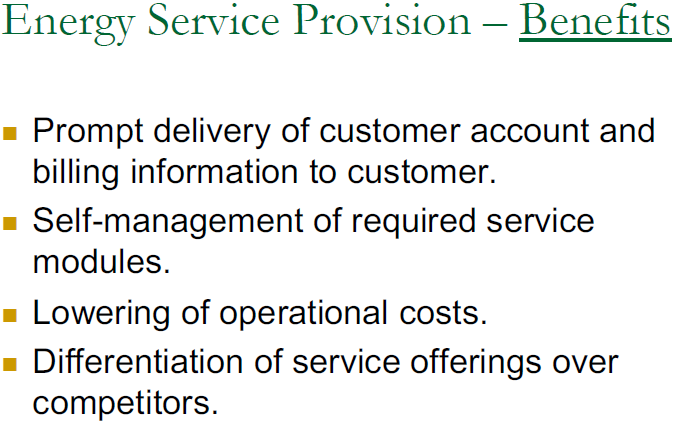 Energy Service Provision – Benefits
Prompt delivery of customer account and
billing information to customer.
Self-management of required service
modules.
Lowering of operational costs.
Differentiation of service offerings over
competitors.